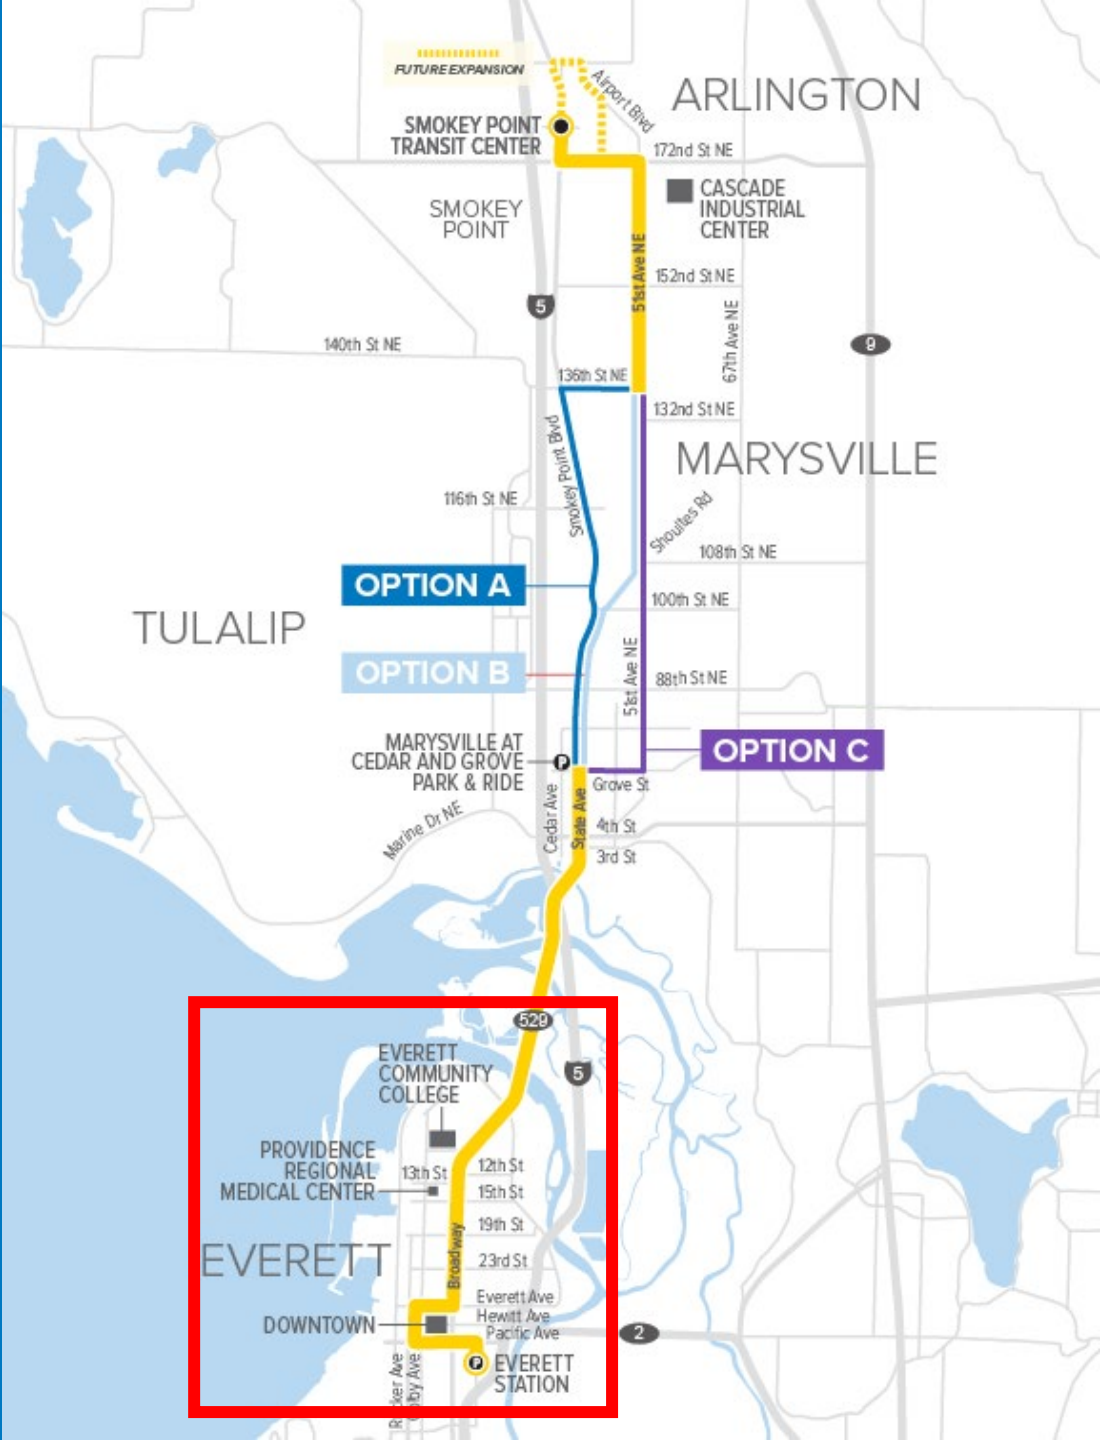 FUTURE EXPANSION
Airport Blvd
ARLINGTON
SMOKEY POINT
TRANSIT CENTER
172nd St NE
CASCADE
INDUSTRIAL
CENTER
SMOKEY
POINT
51st Ave NE
152nd St NE
5
67th Ave NE
9
140th St NE
136th St NE
132nd St NE
Smokey Point Blvd
MARYSVILLE
116th St NE
Shoultes Rd
108th St NE
OPTION A
100th St NE
TULALIP
OPTION B
51st Ave NE
88th St NE
MARYSVILLE AT
CEDAR AND GROVE
PARK & RIDE
P
OPTION C
Grove St
Cedar Ave
State Ave
Marine Dr NE
4th St
3rd St
529
EVERETT
COMMUNITY
COLLEGE
5
PROVIDENCE
REGIONAL
MEDICAL CENTER
13th St
12th St
15th St
19th St
Broadway
EVERETT
23rd St
Everett Ave
Hewitt Ave
Pacific Ave
DOWNTOWN
2
P
EVERETT
STATION
Rucker Ave
Colby Ave